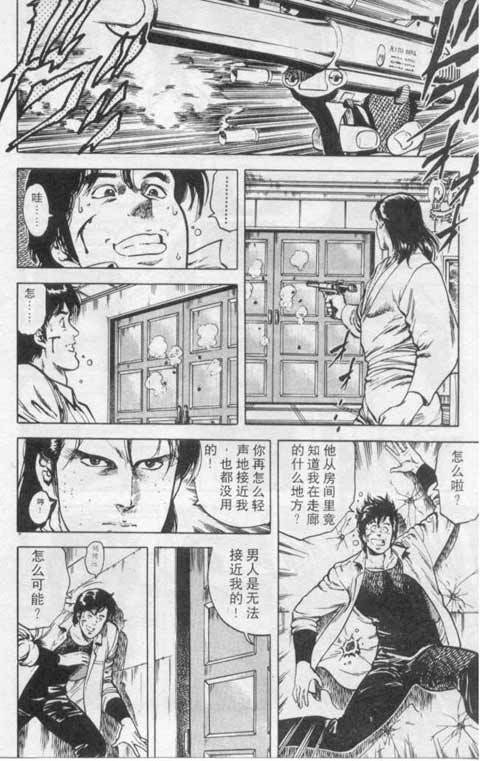 …………
哇……
怎……
怎么啦？
他从房间里竟
知道我在走廊
的什么地方？
你再怎么轻
声地接近我
，也都没用
的！
咚？
男人是无法
接近我的！
怎么可能？